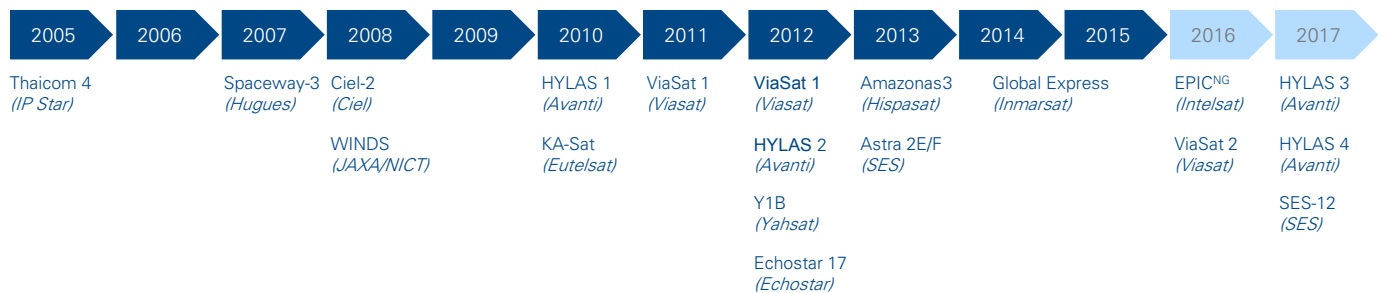 2005 2006 2007 2008 2009 2010 2011 2012 2013 2014 2015 2016 2017
Thaicom 4
(IP Star)
Spaceway-3
(Hugues)
Ciel-2
(Ciel)
WINDS
(JAXA/NICT)
HYLAS 1
(Avanti)
KA-Sat
(Eutelsat)
ViaSat 1
(Viasat)
ViaSat 1
(Viasat)
HYLAS 2
(Avanti)
Y1B
(Yahsat)
Echostar 17
(Echostar)
Amazonas3
(Hispasat)
Astra 2E/F
(SES)
Global Express
(Inmarsat)
EPICNG
(Intelsat)
ViaSat 2
(Viasat)
HYLAS 3
(Avanti)
HYLAS 4
(Avanti)
SES-12
(SES)